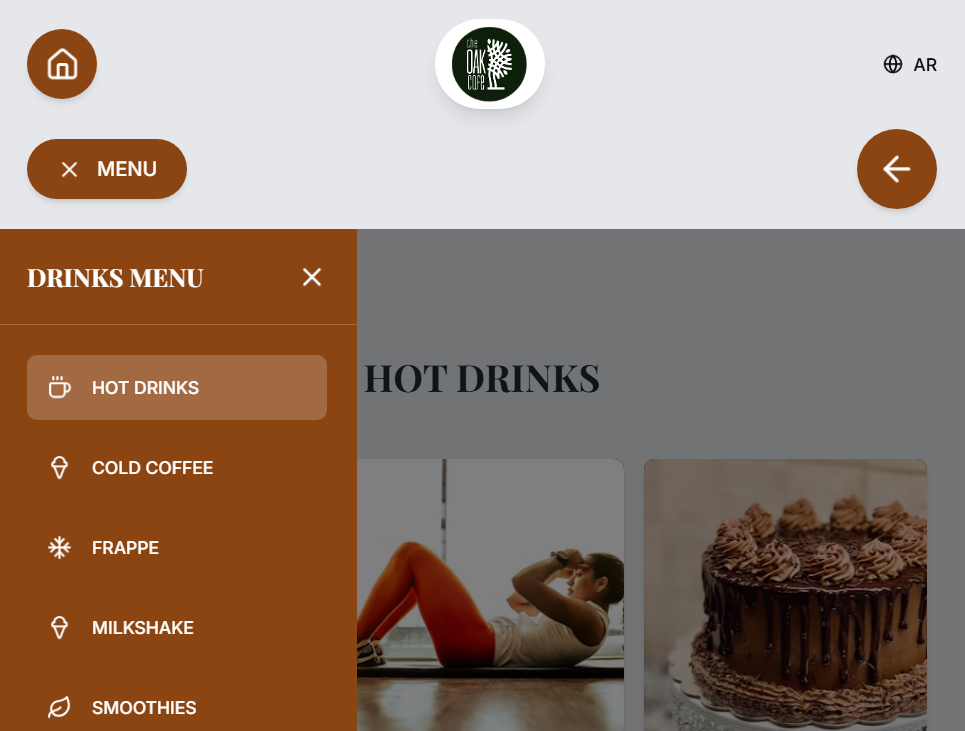 the
OAK
cafe
AR
MENU
DRINKS MENU
HOT DRINKS
HOT DRINKS
COLD COFFEE
FRAPPE
MILKSHAKE
SMOOTHIES